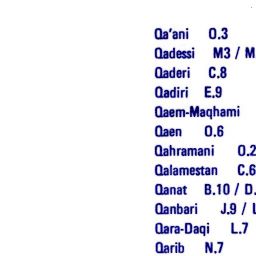 Qa'ani O.3
Qadessi M3 / M
Qaderi C.8
Qadiri E.9
Qaem-Maqhami
Qaen O.6
Qahramani O.2
Qalamestan C.6
Qanat B.10 / D.
Qanbari J.9 / L
Qara-Daqi L.7
Qarib N.7